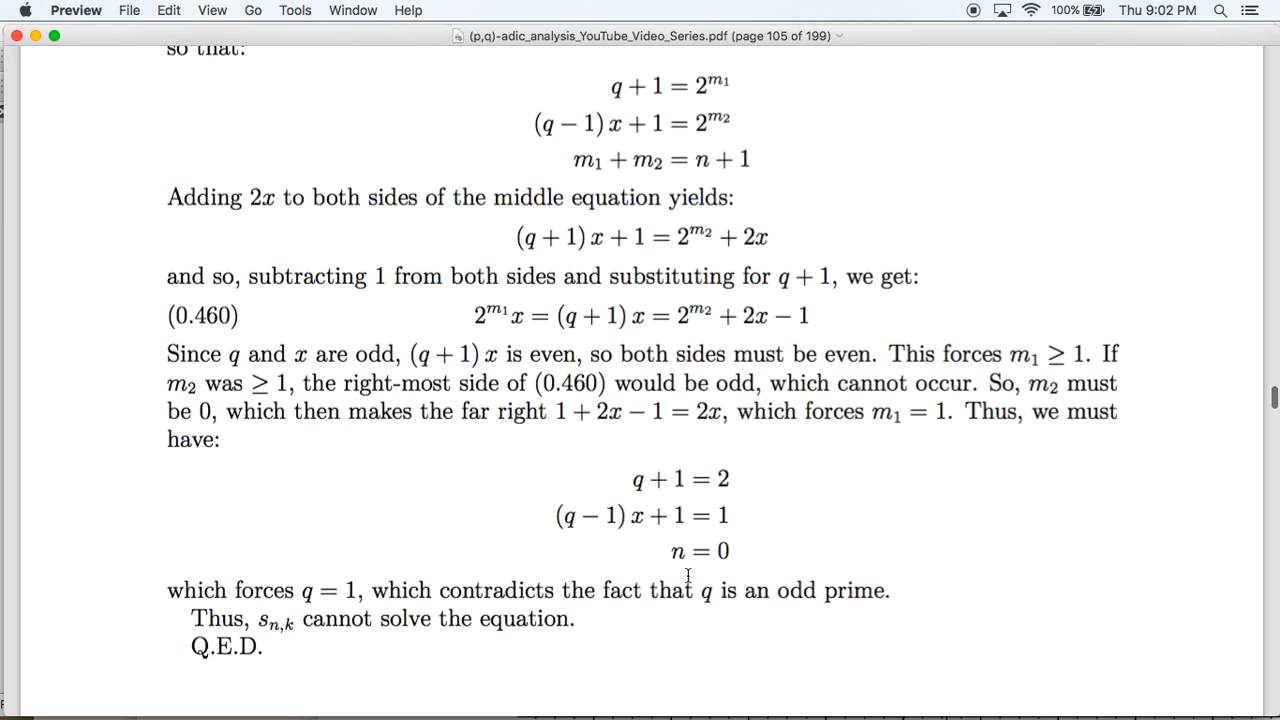 Preview File Edit View Go Tools Window Help 100% Thu 9:02 PM
(p,q)-adic_analysis_YouTube_Video_Series.pdf (page 105 of 199)
so that:
q + 1 = 2^{m_1}
(q − 1) x + 1 = 2^{m_2}
m_1 + m_2 = n + 1
Adding 2x to both sides of the middle equation yields:
(q + 1) x + 1 = 2^{m_2} + 2x
and so, subtracting 1 from both sides and substituting for q + 1, we get:
(0.460) 2^{m_1} x = (q + 1) x = 2^{m_2} + 2x − 1
Since q and x are odd, (q + 1) x is even, so both sides must be even. This forces m_1 ≥ 1. If
m_2 was ≥ 1, the right-most side of (0.460) would be odd, which cannot occur. So, m_2 must
be 0, which then makes the far right 1 + 2x − 1 = 2x, which forces m_1 = 1. Thus, we must
have:
q + 1 = 2
(q − 1) x + 1 = 1
n = 0
which forces q = 1, which contradicts the fact that q is an odd prime.
Thus, s_{n,k} cannot solve the equation.
Q.E.D.